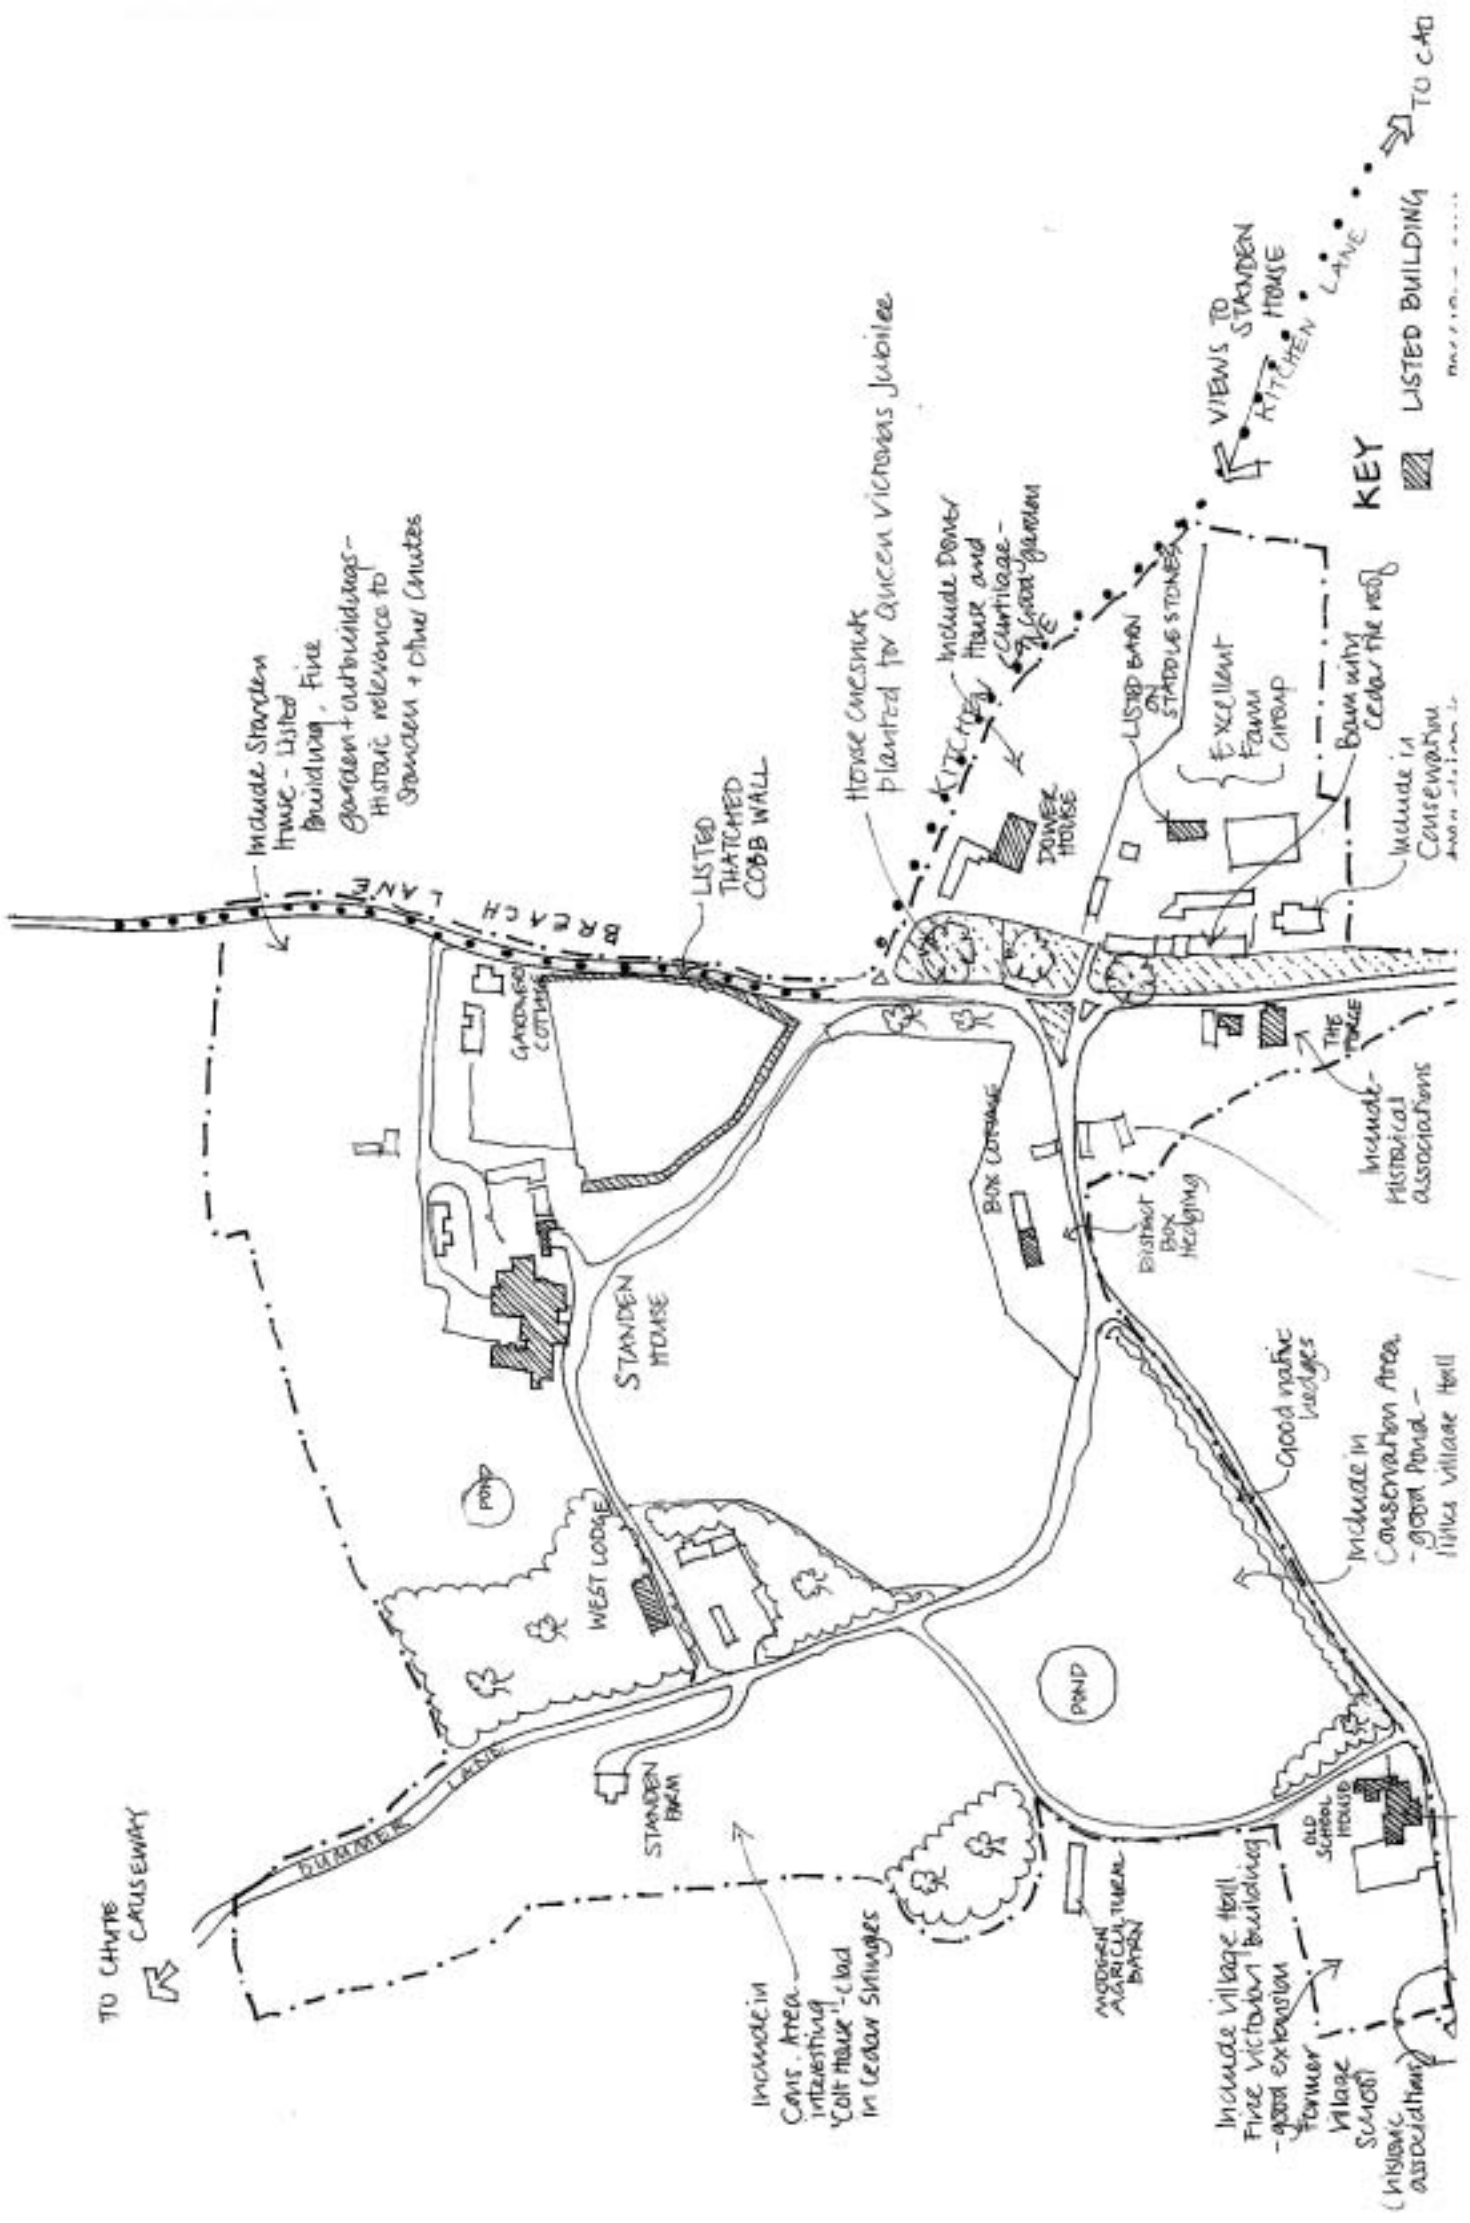 TO CHUTE
CAUSEWAY
DUMMER LANE
Include Standen
House - Listed
Building. Fine
garden + outbuildings -
Historic relevance to
Standen + other Chutes
BREACH LANE
LISTED
THATCHED
COBB WALL
GARDNERS
COTTAGE
STANDEN
HOUSE
POND
WEST LODGE
STANDEN
FARM
Include in
Cons. Area
interesting
"Colt House" - clad
in Cedar Shingles
Horse chesnuts
planted for Queen Victorias Jubilee
KITCHEN
LANE
Include Dower
House and
curtilage -
Good garden
DOWER
HOUSE
VIEWS TO
STANDEN
HOUSE
KITCHEN LANE
TO CAD
LISTED BARN
ON
STADDLE STONES
Excellent
Farm
Group
Barn with
cedar tile roof
Include in
Conservation
THE
FORGE
Include -
Historical
associations
BOX COTTAGE
Distinct
Box
Hedging
Good native
hedges
Include in
Conservation Area
- good Pond -
links Village Hall
POND
MODERN
AGRICULTURAL
BARN
OLD
SCHOOL
HOUSE
Include Village Hall
Fine Victorian Building
- good extension
Former
Village
School
(historic
associations)
KEY
LISTED BUILDING